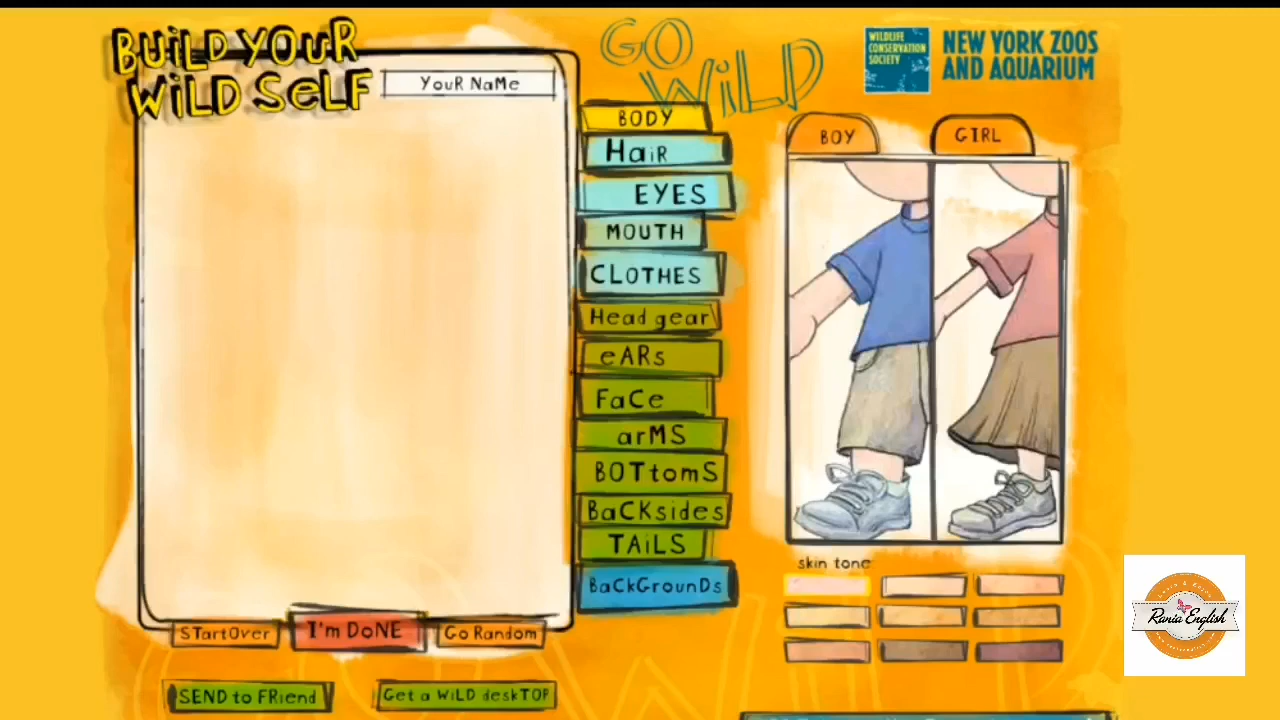 BUiLD YOUR
WiLD SeLF
YouR NaMe
GO
WiLD
WILDLIFE
CONSERVATION
SOCIETY
NEW YORK ZOOS
AND AQUARIUM
BODY
HaiR
EYES
MOUTH
CLOTHES
Head gear
eARs
FaCe
arMS
BOTtomS
BaCKsides
TAiLS
BaCKGrounDs
BOY
GIRL
skin tone
STartOver
I'm DoNE
Go Random
SEND to FRiend
Get a WiLD deskTOP
Rania English